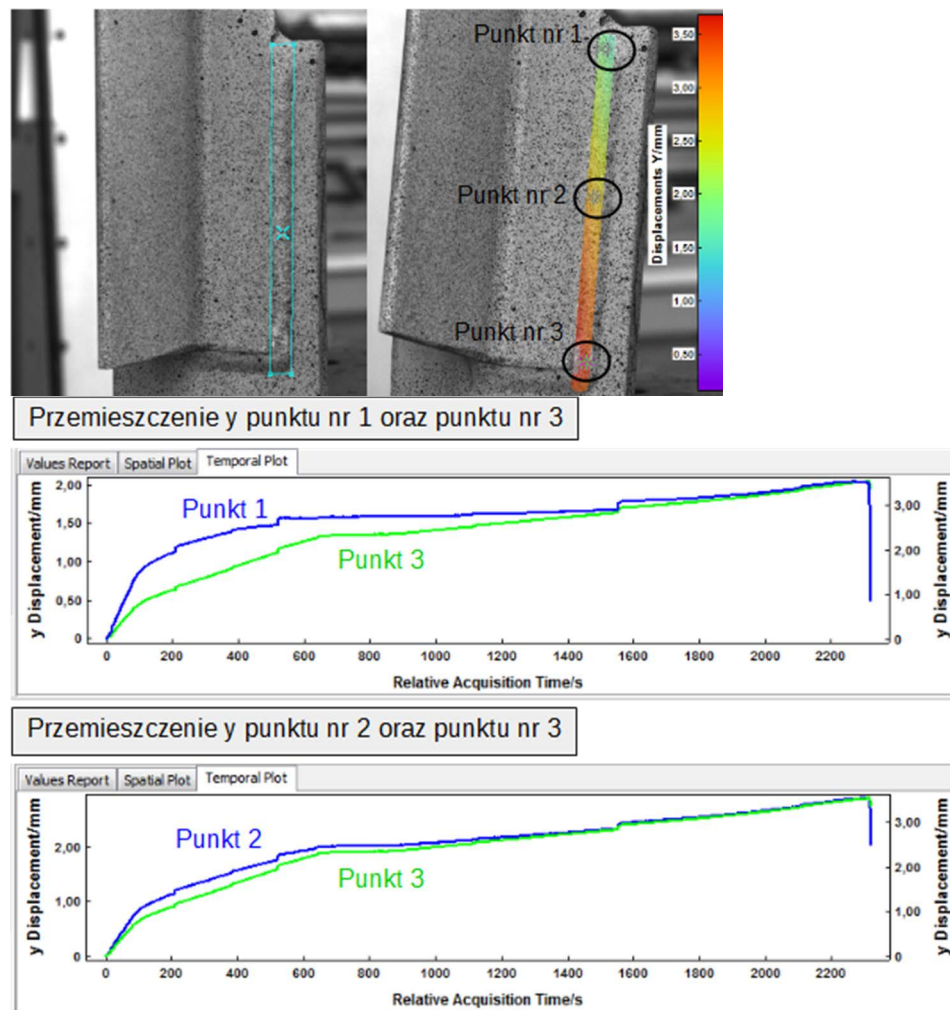 Punkt nr 1
Punkt nr 2
Punkt nr 3
3,50
3,00
2,50
2,00
1,50
1,00
0,50
Displacements Y/mm
Przemieszczenie y punktu nr 1 oraz punktu nr 3
Values Report Spatial Plot Temporal Plot
y Displacement/mm
2,00
1,50
1,00
0,50
0
Punkt 1
Punkt 3
3,00
2,00
1,00
0
y Displacement/mm
0 200 400 600 800 1000 1200 1400 1600 1800 2000 2200
Relative Acquisition Time/s
Przemieszczenie y punktu nr 2 oraz punktu nr 3
Values Report Spatial Plot Temporal Plot
y Displacement/mm
2,00
1,00
0
Punkt 2
Punkt 3
3,00
2,00
1,00
0
y Displacement/mm
0 200 400 600 800 1000 1200 1400 1600 1800 2000 2200
Relative Acquisition Time/s